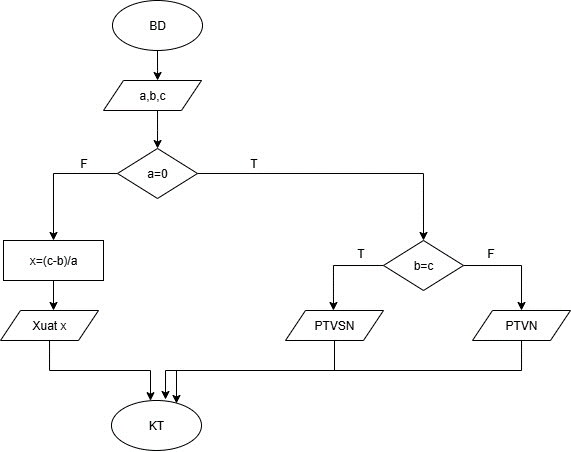 BD
a,b,c
F
a=0
T
x=(c-b)/a
T
b=c
F
Xuat x
PTVSN
PTVN
KT